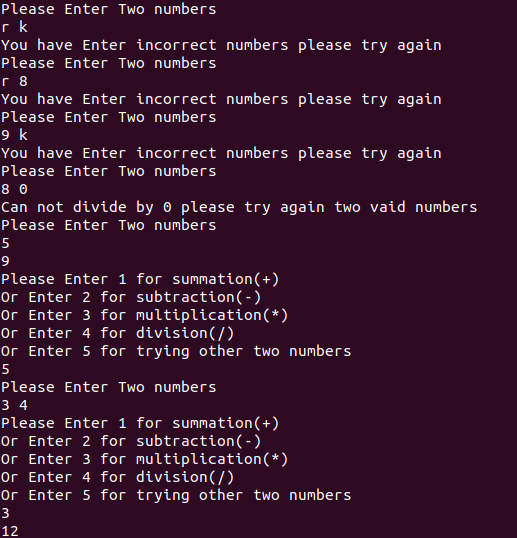 Please Enter Two numbers
r k
You have Enter incorrect numbers please try again
Please Enter Two numbers
r 8
You have Enter incorrect numbers please try again
Please Enter Two numbers
9 k
You have Enter incorrect numbers please try again
Please Enter Two numbers
8 0
Can not divide by 0 please try again two vaid numbers
Please Enter Two numbers
5
9
Please Enter 1 for summation(+)
Or Enter 2 for subtraction(-)
Or Enter 3 for multiplication(*)
Or Enter 4 for division(/)
Or Enter 5 for trying other two numbers
5
Please Enter Two numbers
3 4
Please Enter 1 for summation(+)
Or Enter 2 for subtraction(-)
Or Enter 3 for multiplication(*)
Or Enter 4 for division(/)
Or Enter 5 for trying other two numbers
3
12